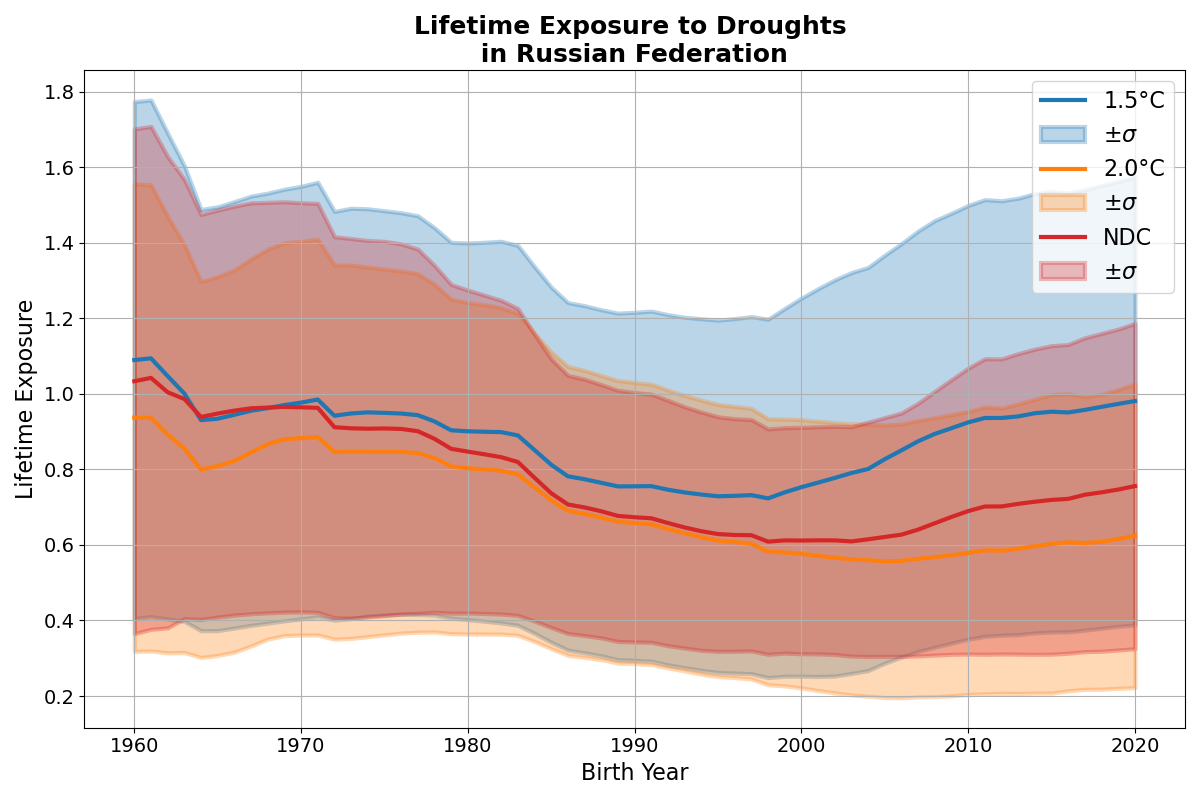 Lifetime Exposure to Droughts
in Russian Federation
Lifetime Exposure
1.8
1.6
1.4
1.2
1.0
0.8
0.6
0.4
0.2
1960
1970
1980
1990
2000
2010
2020
Birth Year
1.5°C
±σ
2.0°C
±σ
NDC
±σ